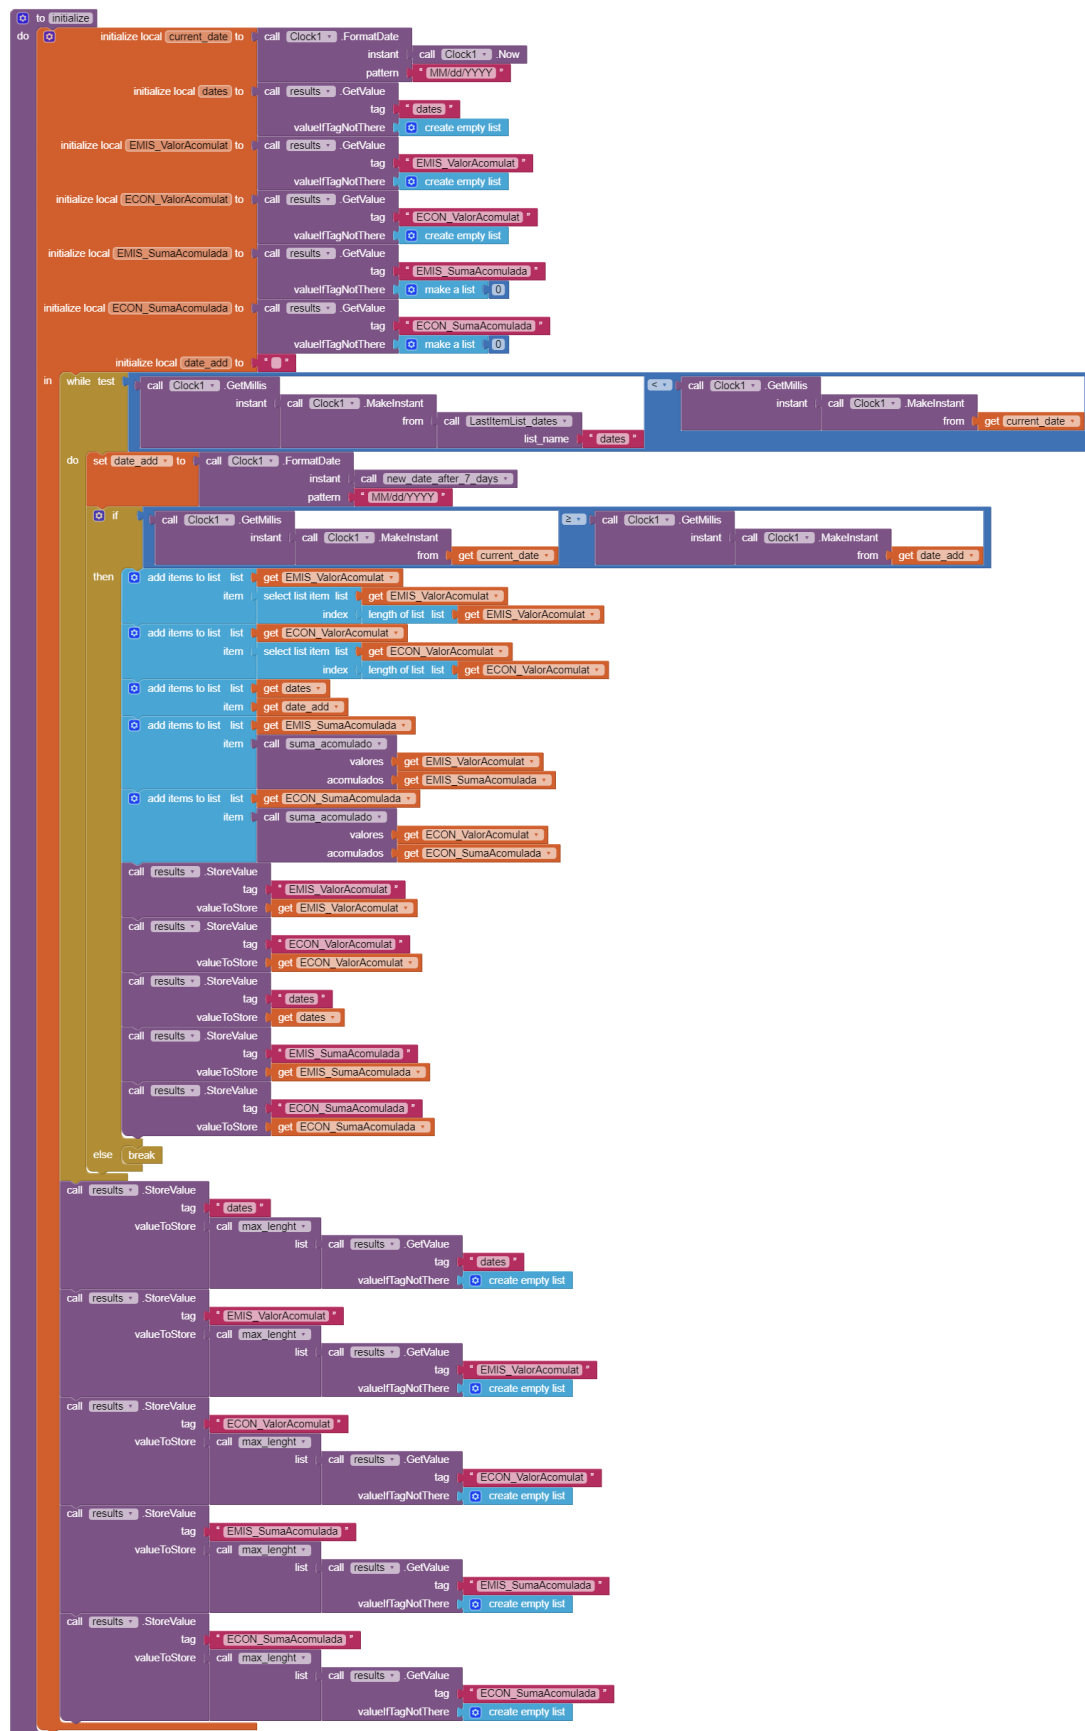 to initialize
do initialize local current_date to call Clock1 .FormatDate
instant call Clock1 .Now
pattern " MM/dd/YYYY "
initialize local dates to call results .GetValue
tag " dates "
valueIfTagNotThere create empty list
initialize local EMIS_ValorAcomulat to call results .GetValue
tag " EMIS_ValorAcomulat "
valueIfTagNotThere create empty list
initialize local ECON_ValorAcomulat to call results .GetValue
tag " ECON_ValorAcomulat "
valueIfTagNotThere create empty list
initialize local EMIS_SumaAcomulada to call results .GetValue
tag " EMIS_SumaAcomulada "
valueIfTagNotThere make a list 0
initialize local ECON_SumaAcomulada to call results .GetValue
tag " ECON_SumaAcomulada "
valueIfTagNotThere make a list 0
initialize local date_add to " "
in while test call Clock1 .GetMillis < call Clock1 .GetMillis
instant call Clock1 .MakeInstant instant call Clock1 .MakeInstant
from call LastItemList_dates from get current_date
list_name " dates "
do set date_add to call Clock1 .FormatDate
instant call new_date_after_7_days
pattern " MM/dd/YYYY "
if call Clock1 .GetMillis ≥ call Clock1 .GetMillis
instant call Clock1 .MakeInstant instant call Clock1 .MakeInstant
from get current_date from get date_add
then add items to list list get EMIS_ValorAcomulat
item select list item list get EMIS_ValorAcomulat
index length of list list get EMIS_ValorAcomulat
add items to list list get ECON_ValorAcomulat
item select list item list get ECON_ValorAcomulat
index length of list list get ECON_ValorAcomulat
add items to list list get dates
item get date_add
add items to list list get EMIS_SumaAcomulada
item call suma_acomulado
valores get EMIS_ValorAcomulat
acomulados get EMIS_SumaAcomulada
add items to list list get ECON_SumaAcomulada
item call suma_acomulado
valores get ECON_ValorAcomulat
acomulados get ECON_SumaAcomulada
call results .StoreValue
tag " EMIS_ValorAcomulat "
valueToStore get EMIS_ValorAcomulat
call results .StoreValue
tag " ECON_ValorAcomulat "
valueToStore get ECON_ValorAcomulat
call results .StoreValue
tag " dates "
valueToStore get dates
call results .StoreValue
tag " EMIS_SumaAcomulada "
valueToStore get EMIS_SumaAcomulada
call results .StoreValue
tag " ECON_SumaAcomulada "
valueToStore get ECON_SumaAcomulada
else break
call results .StoreValue
tag " dates "
valueToStore call max_lenght
list call results .GetValue
tag " dates "
valueIfTagNotThere create empty list
call results .StoreValue
tag " EMIS_ValorAcomulat "
valueToStore call max_lenght
list call results .GetValue
tag " EMIS_ValorAcomulat "
valueIfTagNotThere create empty list
call results .StoreValue
tag " ECON_ValorAcomulat "
valueToStore call max_lenght
list call results .GetValue
tag " ECON_ValorAcomulat "
valueIfTagNotThere create empty list
call results .StoreValue
tag " EMIS_SumaAcomulada "
valueToStore call max_lenght
list call results .GetValue
tag " EMIS_SumaAcomulada "
valueIfTagNotThere create empty list
call results .StoreValue
tag " ECON_SumaAcomulada "
valueToStore call max_lenght
list call results .GetValue
tag " ECON_SumaAcomulada "
valueIfTagNotThere create empty list